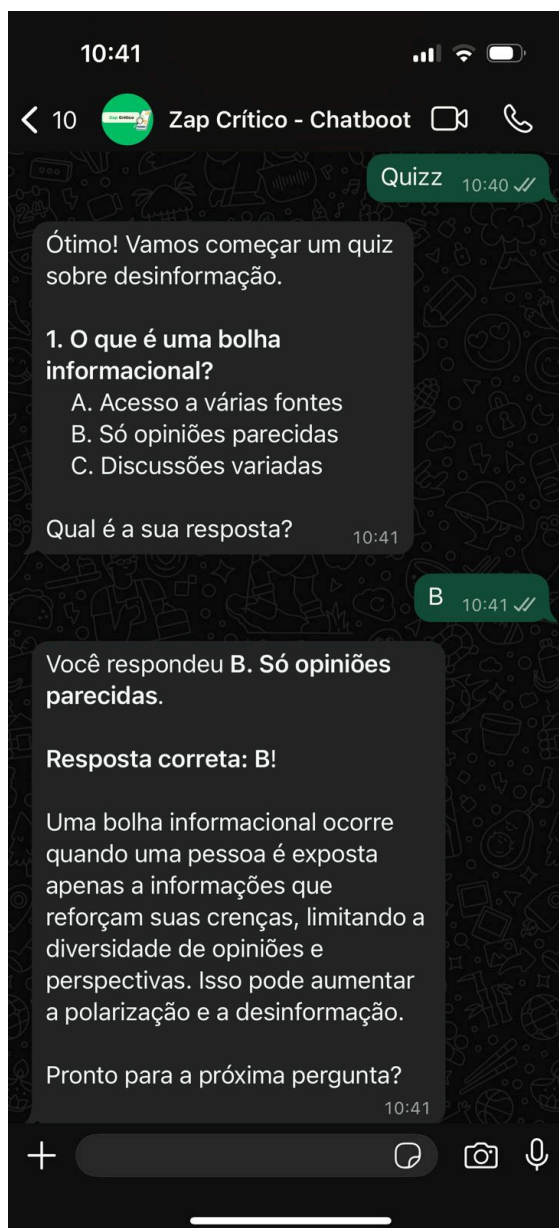 10:41
10
Zap Crítico - Chatboot
Quizz
10:40
Ótimo! Vamos começar um quiz
sobre desinformação.
1. O que é uma bolha
informacional?
A. Acesso a várias fontes
B. Só opiniões parecidas
C. Discussões variadas
Qual é a sua resposta?
10:41
B
10:41
Você respondeu B. Só opiniões
parecidas.
Resposta correta: B!
Uma bolha informacional ocorre
quando uma pessoa é exposta
apenas a informações que
reforçam suas crenças, limitando a
diversidade de opiniões e
perspectivas. Isso pode aumentar
a polarização e a desinformação.
Pronto para a próxima pergunta?
10:41